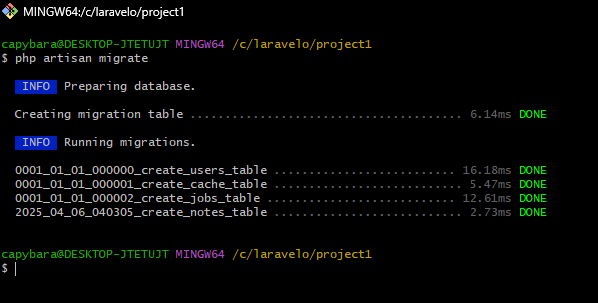 MINGW64:/c/laravelo/project1
capybara@DESKTOP-JTETUJT MINGW64 /c/laravelo/project1
$ php artisan migrate
INFO Preparing database.
Creating migration table ....................................... 6.14ms DONE
INFO Running migrations.
0001_01_01_000000_create_users_table ........................... 16.18ms DONE
0001_01_01_000001_create_cache_table ............................ 5.47ms DONE
0001_01_01_000002_create_jobs_table ............................ 12.61ms DONE
2025_04_06_040305_create_notes_table ............................ 2.73ms DONE
capybara@DESKTOP-JTETUJT MINGW64 /c/laravelo/project1
$